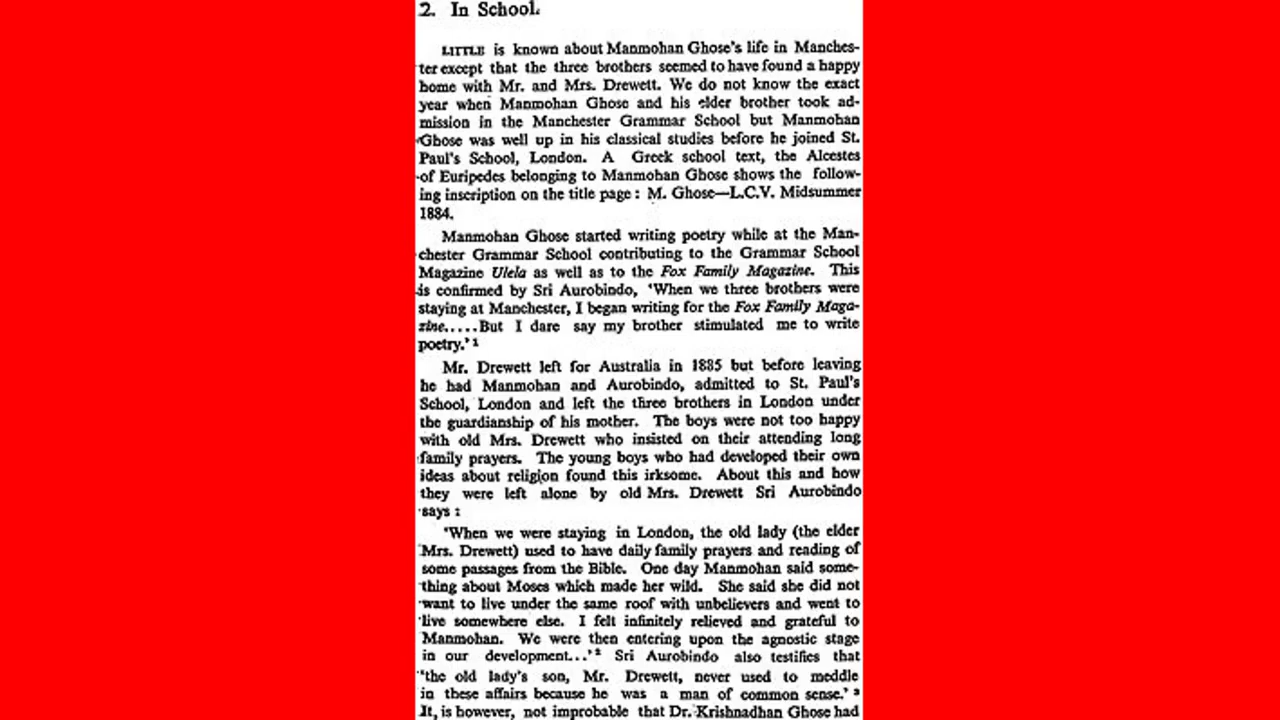 2. In School.
LITTLE is known about Manmohan Ghose's life in Manches-
ter except that the three brothers seemed to have found a happy
home with Mr. and Mrs. Drewett. We do not know the exact
year when Manmohan Ghose and his elder brother took ad-
mission in the Manchester Grammar School but Manmohan
Ghose was well up in his classical studies before he joined St.
Paul's School, London. A Greek school text, the Alcestes
of Euripedes belonging to Manmohan Ghose shows the follow-
ing inscription on the title page : M. Ghose—L.C.V. Midsummer
1884.
Manmohan Ghose started writing poetry while at the Man-
chester Grammar School contributing to the Grammar School
Magazine Ulela as well as to the Fox Family Magazine. This
is confirmed by Sri Aurobindo, 'When we three brothers were
staying at Manchester, I began writing for the Fox Family Maga-
zine.....But I dare say my brother stimulated me to write
poetry.' 1
Mr. Drewett left for Australia in 1885 but before leaving
he had Manmohan and Aurobindo, admitted to St. Paul's
School, London and left the three brothers in London under
the guardianship of his mother. The boys were not too happy
with old Mrs. Drewett who insisted on their attending long
family prayers. The young boys who had developed their own
ideas about religion found this irksome. About this and how
they were left alone by old Mrs. Drewett Sri Aurobindo
says :
'When we were staying in London, the old lady (the elder
Mrs. Drewett) used to have daily family prayers and reading of
some passages from the Bible. One day Manmohan said some-
thing about Moses which made her wild. She said she did not
want to live under the same roof with unbelievers and went to
live somewhere else. I felt infinitely relieved and grateful to
Manmohan. We were then entering upon the agnostic stage
in our development...' 2 Sri Aurobindo also testifies that
'the old lady's son, Mr. Drewett, never used to meddle
in these affairs because he was a man of common sense.' 3
It, is however, not improbable that Dr. Krishnadhan Ghose had